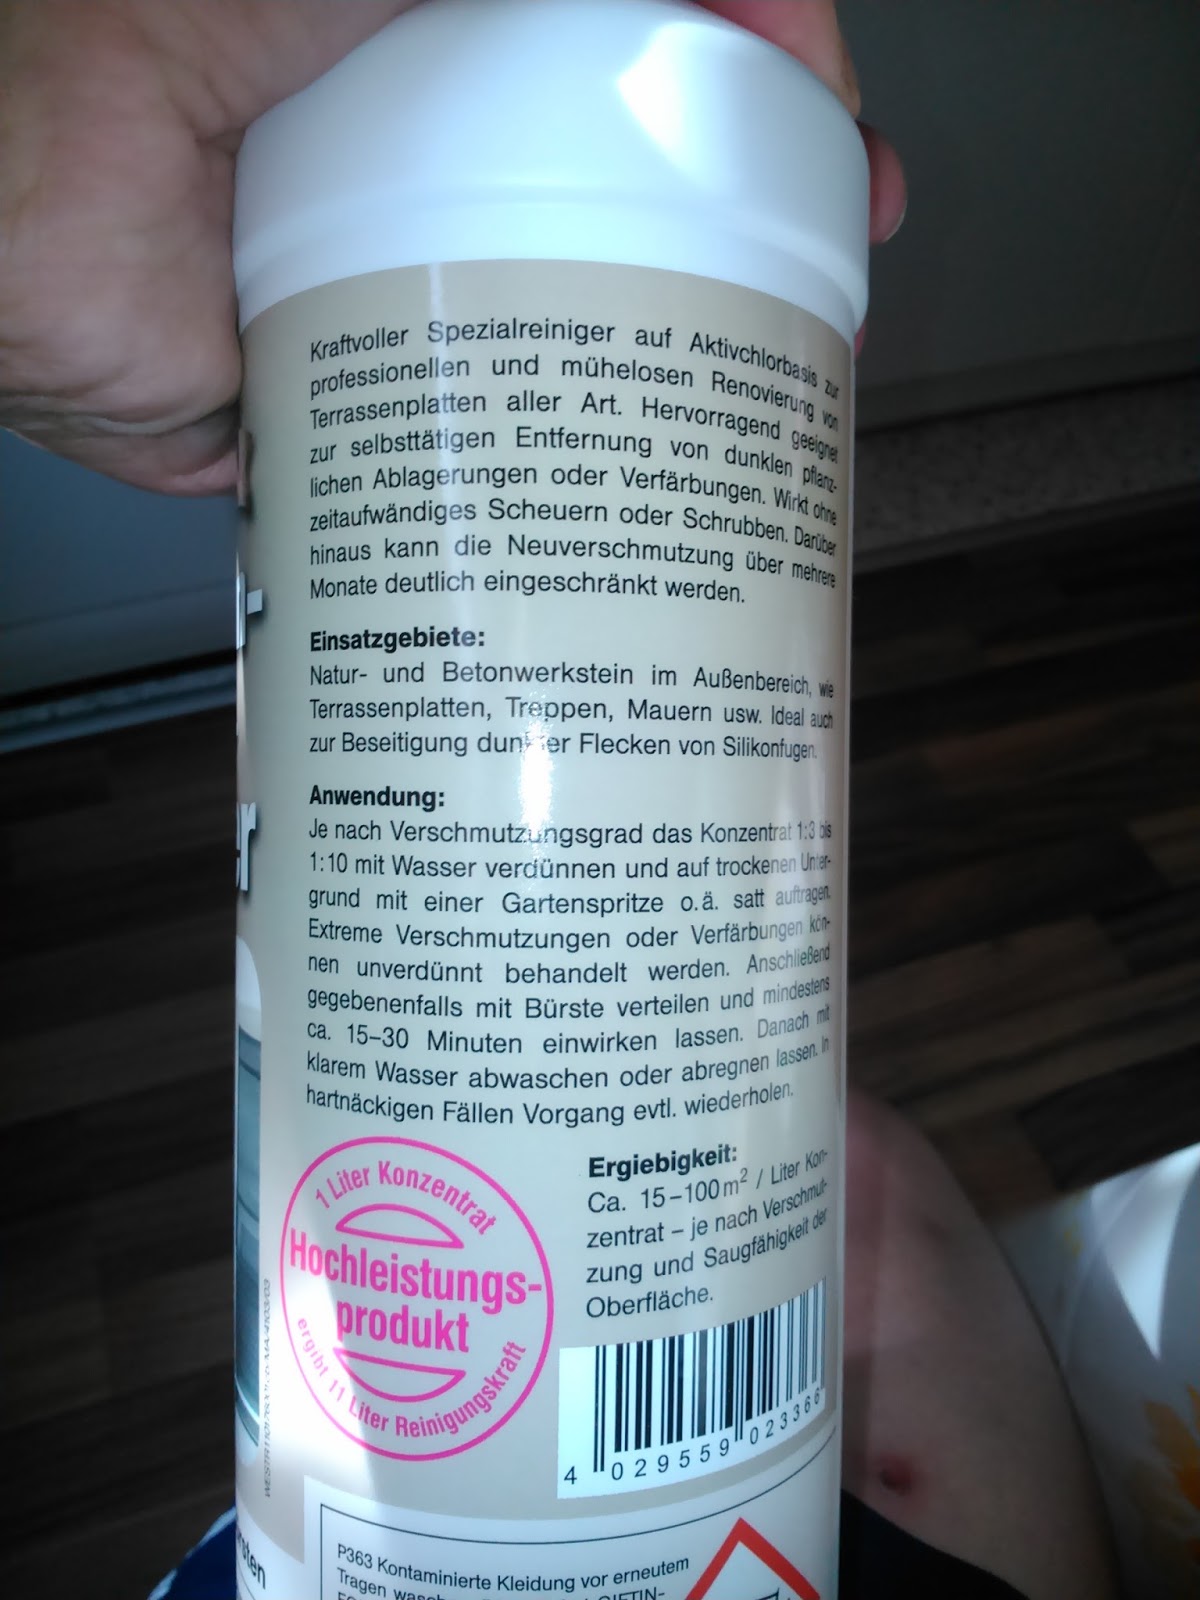 Kraftvoller Spezialreiniger auf Aktivchlorbasis zur
professionellen und mühelosen Renovierung von
Terrassenplatten aller Art. Hervorragend geeignet
zur selbsttätigen Entfernung von dunklen pflanz-
lichen Ablagerungen oder Verfärbungen. Wirkt ohne
zeitaufwändiges Scheuern oder Schrubben. Darüber
hinaus kann die Neuverschmutzung über mehrere
Monate deutlich eingeschränkt werden.
Einsatzgebiete:
Natur- und Betonwerkstein im Außenbereich, wie
Terrassenplatten, Treppen, Mauern usw. Ideal auch
zur Beseitigung dunkler Flecken von Silikonfugen.
Anwendung:
Je nach Verschmutzungsgrad das Konzentrat 1:3 bis
1:10 mit Wasser verdünnen und auf trockenen Unter-
grund mit einer Gartenspritze o.ä. satt auftragen.
Extreme Verschmutzungen oder Verfärbungen kön-
nen unverdünnt behandelt werden. Anschließend
gegebenenfalls mit Bürste verteilen und mindestens
ca. 15–30 Minuten einwirken lassen. Danach mit
klarem Wasser abwaschen oder abregnen lassen. In
hartnäckigen Fällen Vorgang evtl. wiederholen.
1 Liter Konzentrat
Hochleistungs-
produkt
ergibt 11 Liter Reinigungskraft
Ergiebigkeit:
Ca. 15–100 m² / Liter Kon-
zentrat – je nach Verschmut-
zung und Saugfähigkeit der
Oberfläche.
4 029559 023366
P363 Kontaminierte Kleidung vor erneutem
Tragen